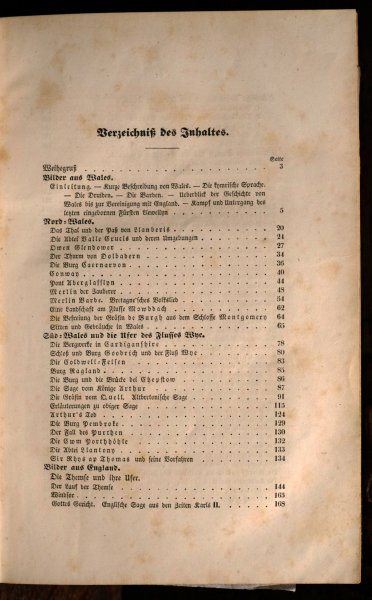 Verzeichniß des Inhaltes.
Seite
Weihegruß . . . 3
Bilder aus Wales.
Einleitung. — Kurze Beschreibung von Wales. — Die kymrische Sprache.
— Die Druiden. — Die Barden. — Ueberblick der Geschichte von
Wales bis zur Vereinigung mit England. — Kampf und Untergang des
letzten eingebornen Fürsten Llewellyn . . . 5
Nord-Wales.
Das Thal und der Paß von Llanberis . . . 20
Die Abtei Valle Crucis und deren Umgebungen . . . 24
Owen Glendower . . . 27
Der Thurm von Dolbadern . . . 34
Die Burg Caernarvon . . . 36
Conway . . . 40
Pont Aberglaslyn . . . 44
Merlin der Zauberer . . . 48
Merlin Barde. Bretagne'sches Volkslied . . . 54
Eine Landschaft am Flusse Mowddach . . . 62
Die Befreiung der Gräfin de Burgh aus dem Schlosse Montgomery . . . 64
Sitten und Gebräuche in Wales . . . 65
Süd-Wales und die Ufer des Flusses Wye.
Die Bergwerke in Cardiganshire . . . 78
Schloß und Burg Goodrich und der Fluß Wye . . . 80
Die Coldwell-Felsen . . . 83
Burg Ragland . . . 85
Die Burg und die Brücke bei Chepstow . . . 86
Die Sage vom Könige Arthur . . . 87
Die Gräfin vom Quell. Altbretonische Sage . . . 91
Erläuterungen zu obiger Sage . . . 115
Arthur's Tod . . . 124
Die Burg Pembroke . . . 129
Der Fall des Purthen . . . 130
Die Cwm Porthhöhle . . . 132
Die Abtei Llantony . . . 133
Sir Rhys ap Thomas und seine Vorfahren . . . 134
Bilder aus England.
Die Themse und ihre Ufer.
Der Lauf der Themse . . . 144
Windsor . . . 165
Gottes Gericht. Englische Sage aus den Zeiten Karls II. . . . 168